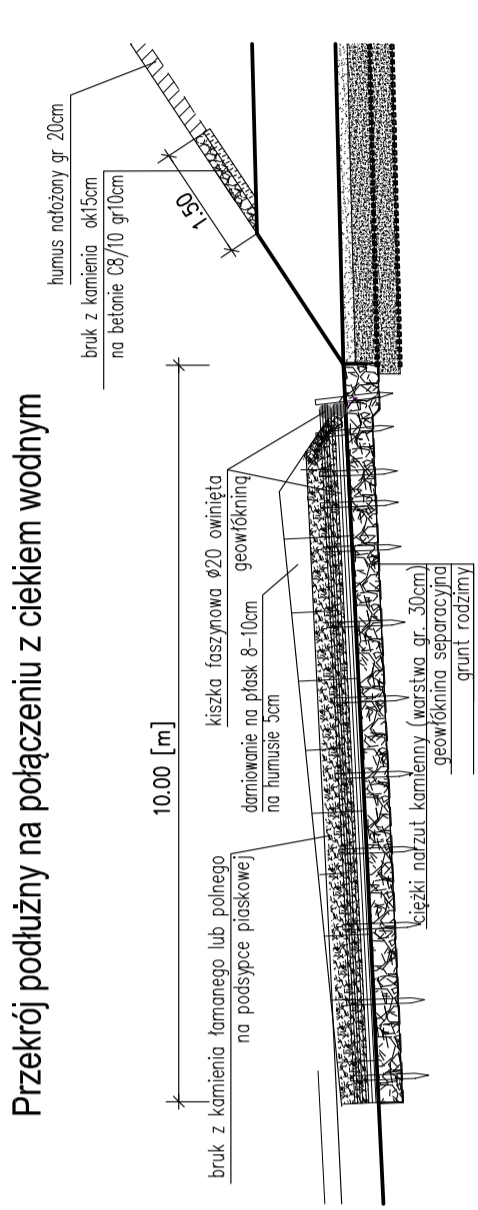 Przekrój podłużny na połączeniu z ciekiem wodnym
humus nałożony gr 20cm
bruk z kamienia ok15cm
na betonie C8/10 gr10cm
1.50
10.00 [m]
kiszka faszynowa ø20 owinięta
geowłókniną
darniowanie na płask 8-10cm
na humusie 5cm
bruk z kamienia łamanego lub polnego
na podsypce piaskowej
ciężki narzut kamienny (warstwa gr. 30cm)
geowłóknina separacyjna
grunt rodzimy